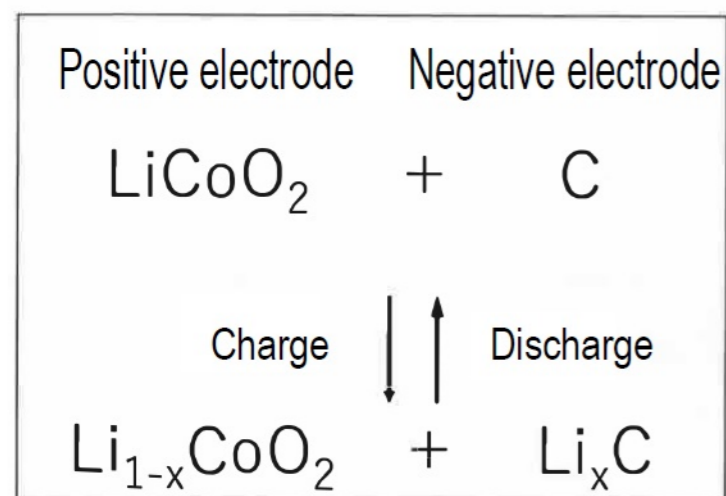 Positive electrode Negative electrode
LiCoO₂ + C
Charge Discharge
Li₁₋ₓCoO₂ + LiₓC